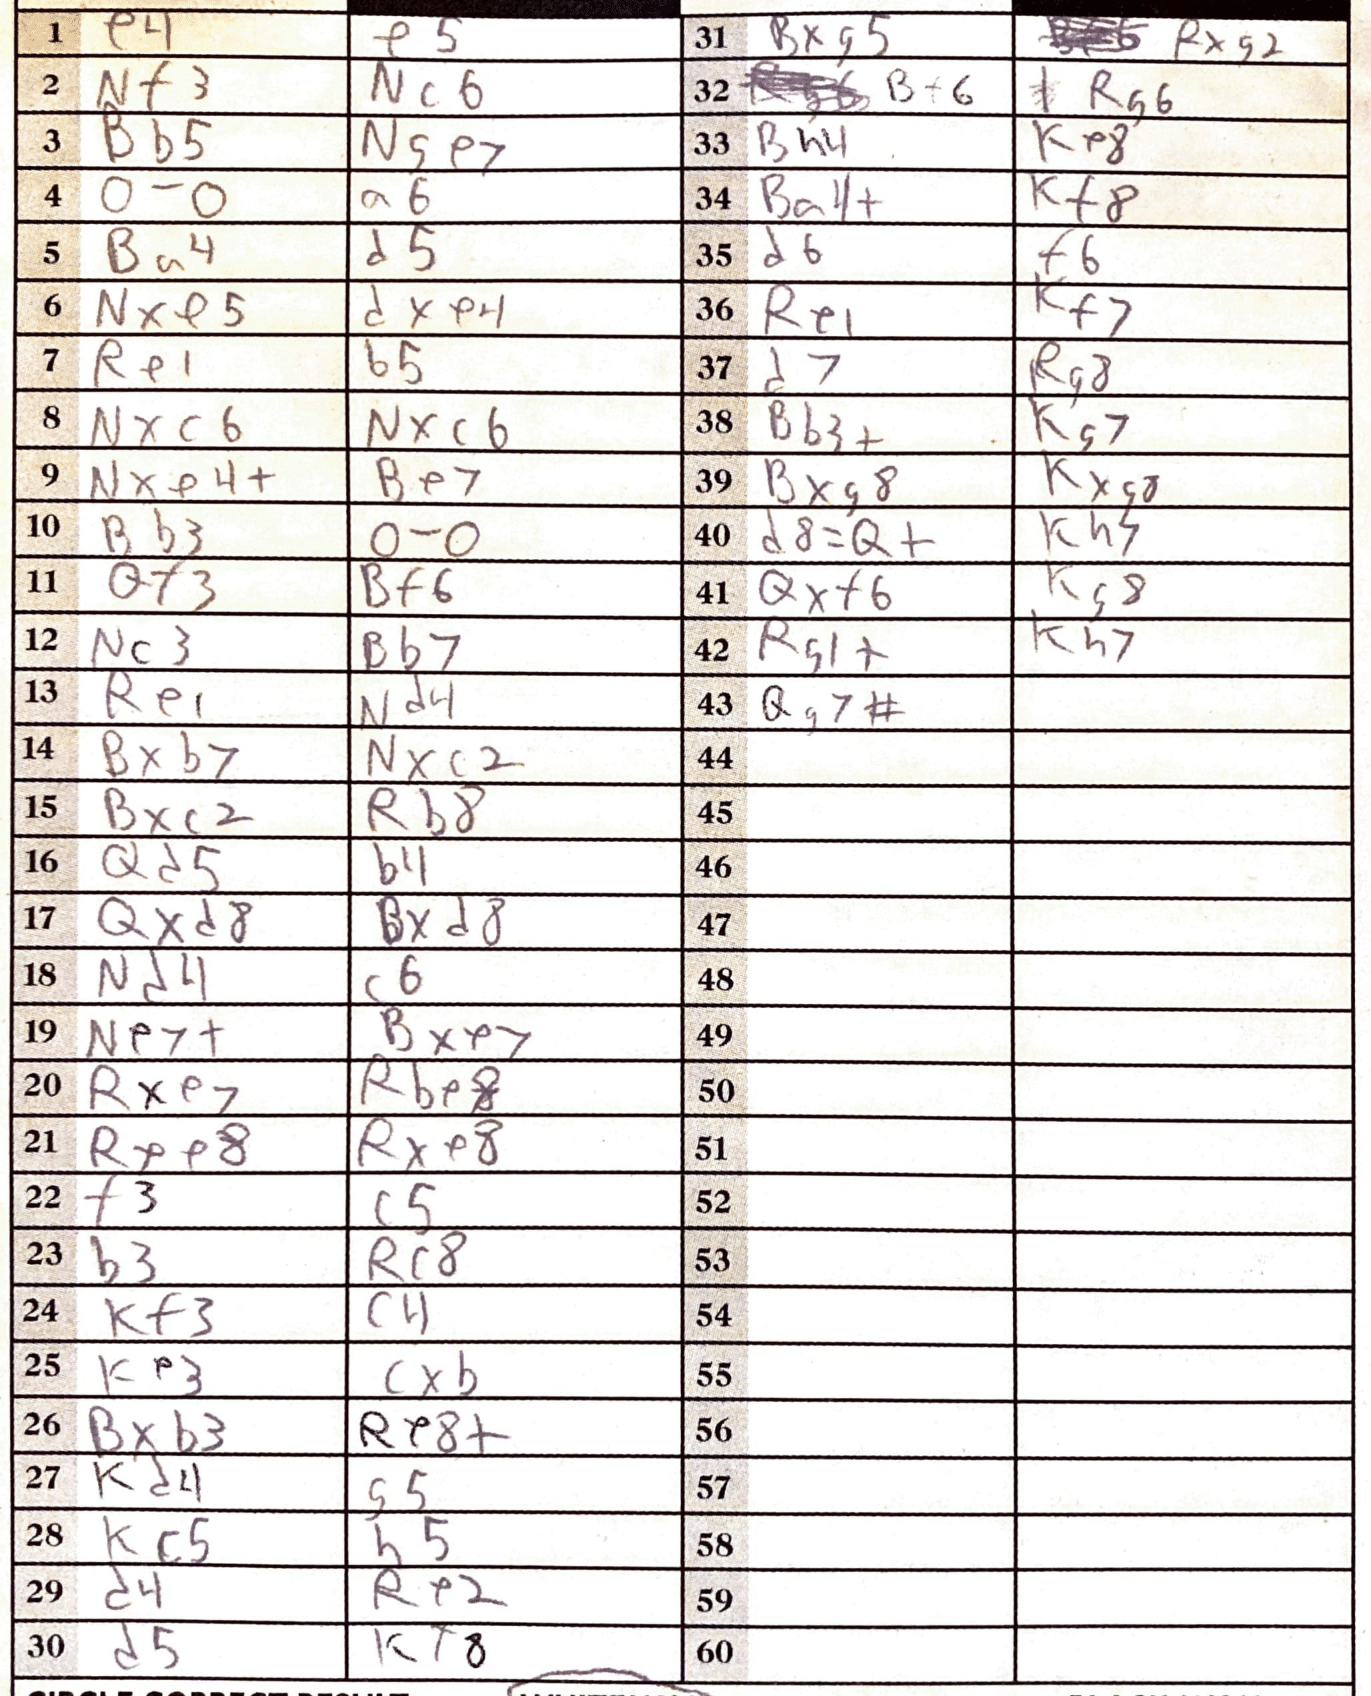 1 e4 e5
2 Nf3 Nc6
3 Bb5 Nge7
4 0-0 a6
5 Ba4 d5
6 Nxe5 dxe4
7 Re1 b5
8 Nxc6 Nxc6
9 Nxe4+ Be7
10 Bb3 0-0
11 Qf3 Bf6
12 Nc3 Bb7
13 Re1 Nd4
14 Bxb7 Nxc2
15 Bxc2 Rb8
16 Qd5 b4
17 Qxd8 Bxd8
18 Nd4 c6
19 Ne7+ Bxe7
20 Rxe7 Rbe8
21 Rxe8 Rxe8
22 f3 c5
23 b3 Rc8
24 Kf3 c4
25 Ke3 cxb
26 Bxb3 Re8+
27 Kd4 g5
28 Kc5 h5
29 d4 Re2
30 d5 Kf8
31 Bxg5 Rxg2
32 Bf6 Rg6
33 Bh4 Ke8
34 Ba4+ Kf8
35 d6 f6
36 Re1 Kf7
37 d7 Rg8
38 Bb3+ Kg7
39 Bxg8 Kxg8
40 d8=Q+ Kh7
41 Qxf6 Kg8
42 Rg1+ Kh7
43 Qg7#
44
45
46
47
48
49
50
51
52
53
54
55
56
57
58
59
60